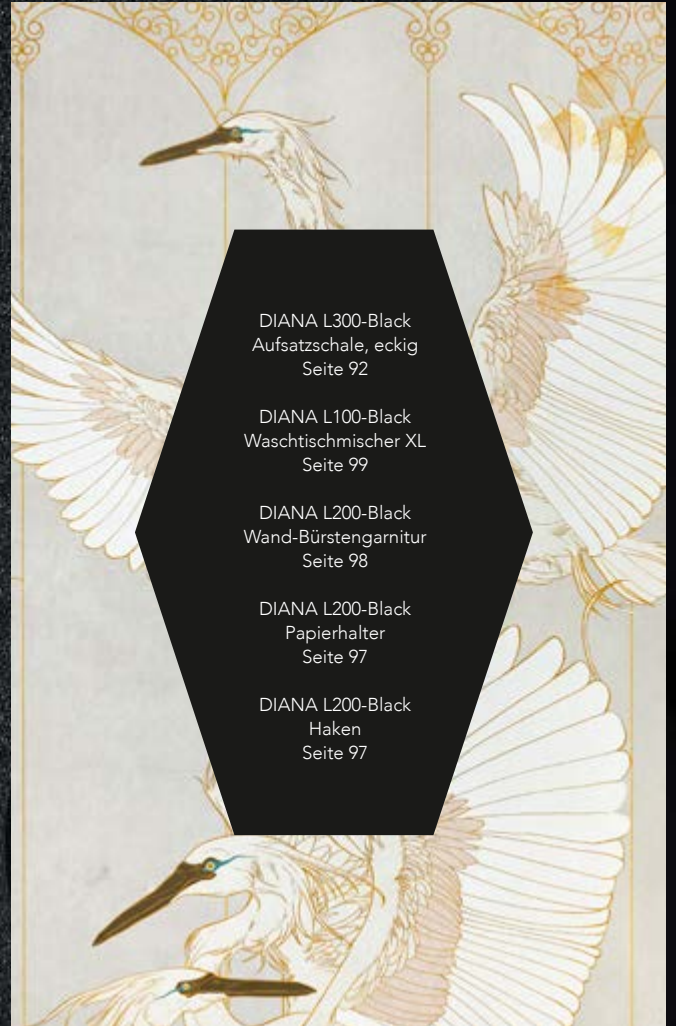 DIANA L300-Black
Aufsatzschale, eckig
Seite 92
DIANA L100-Black
Waschtischmischer XL
Seite 99
DIANA L200-Black
Wand-Bürstengarnitur
Seite 98
DIANA L200-Black
Papierhalter
Seite 97
DIANA L200-Black
Haken
Seite 97